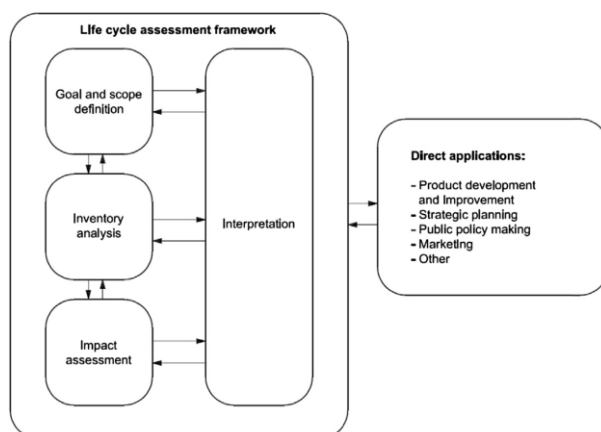 Life cycle assessment framework
Goal and scope
definition
Inventory
analysis
Impact
assessment
Interpretation
Direct applications:
- Product development
and Improvement
- Strategic planning
- Public policy making
- Marketing
- Other